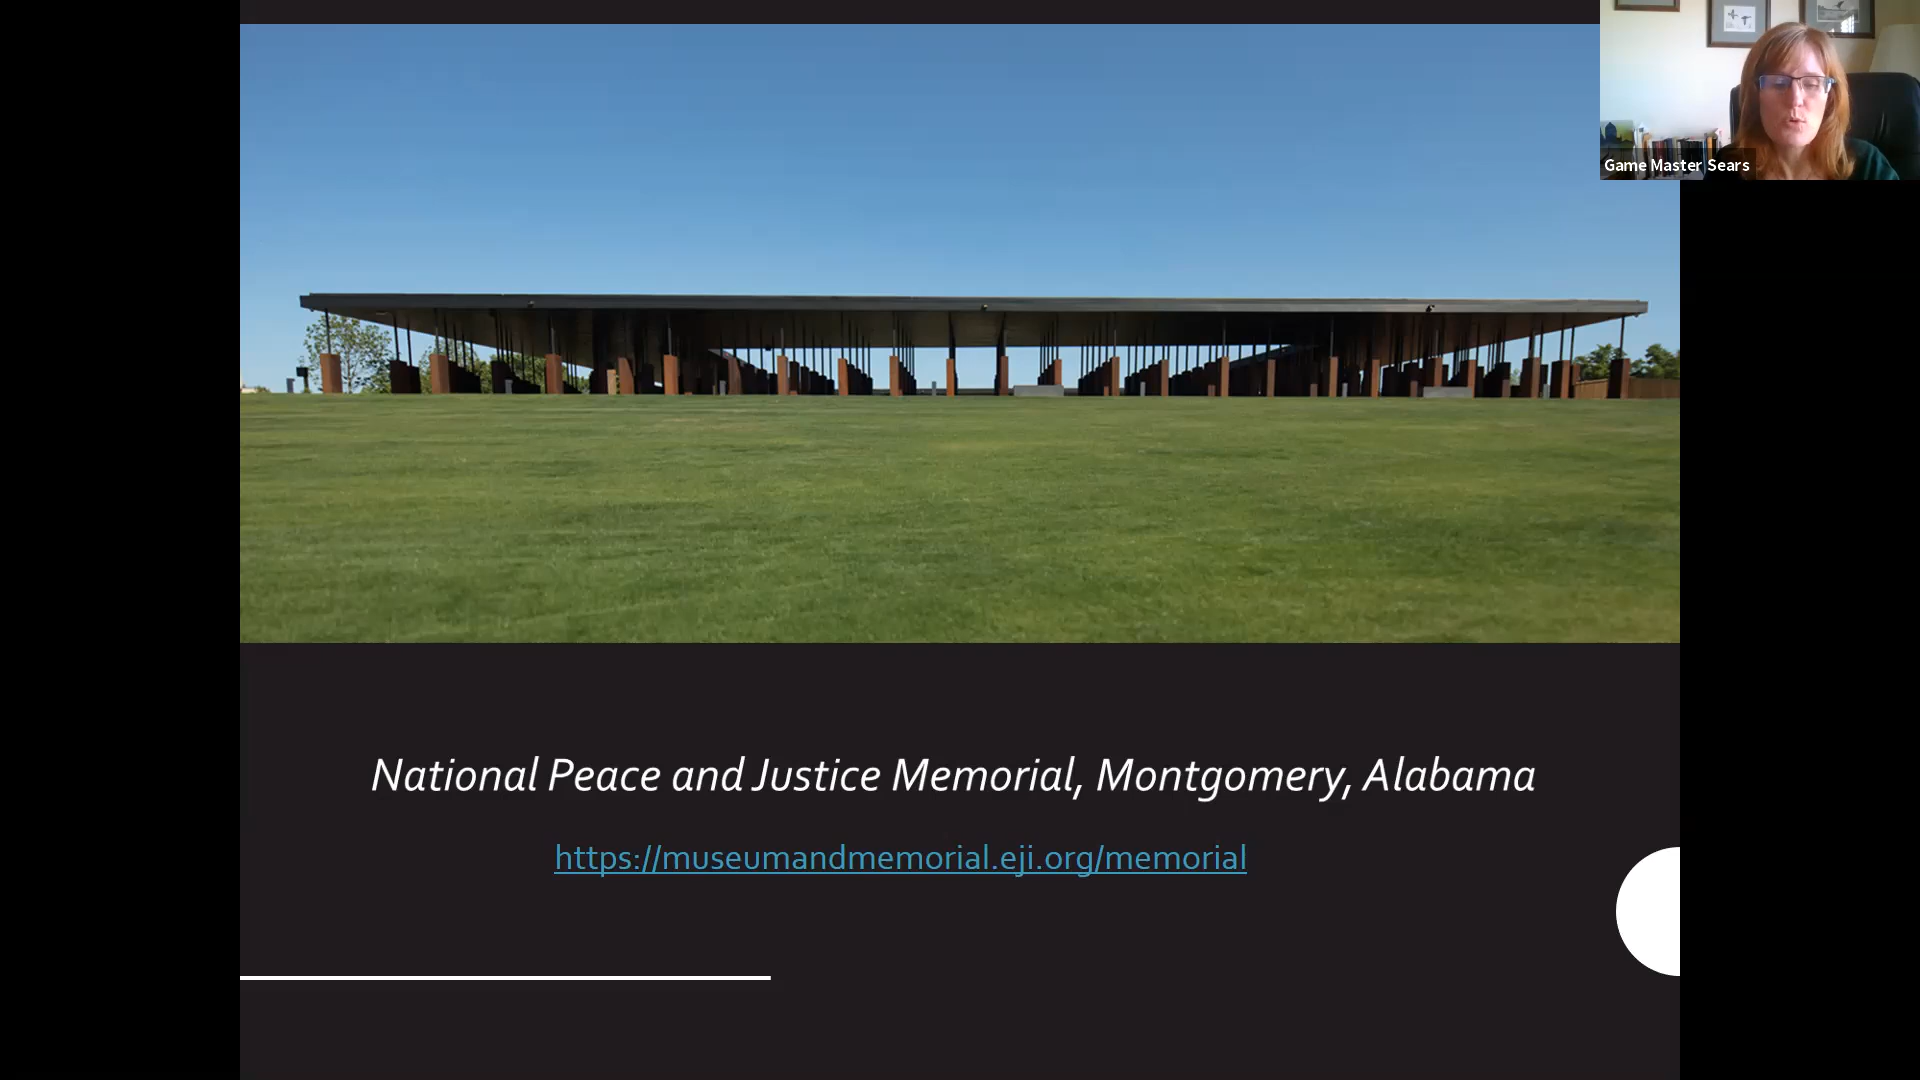 Game Master Sears
National Peace and Justice Memorial, Montgomery, Alabama
https://museumandmemorial.eji.org/memorial